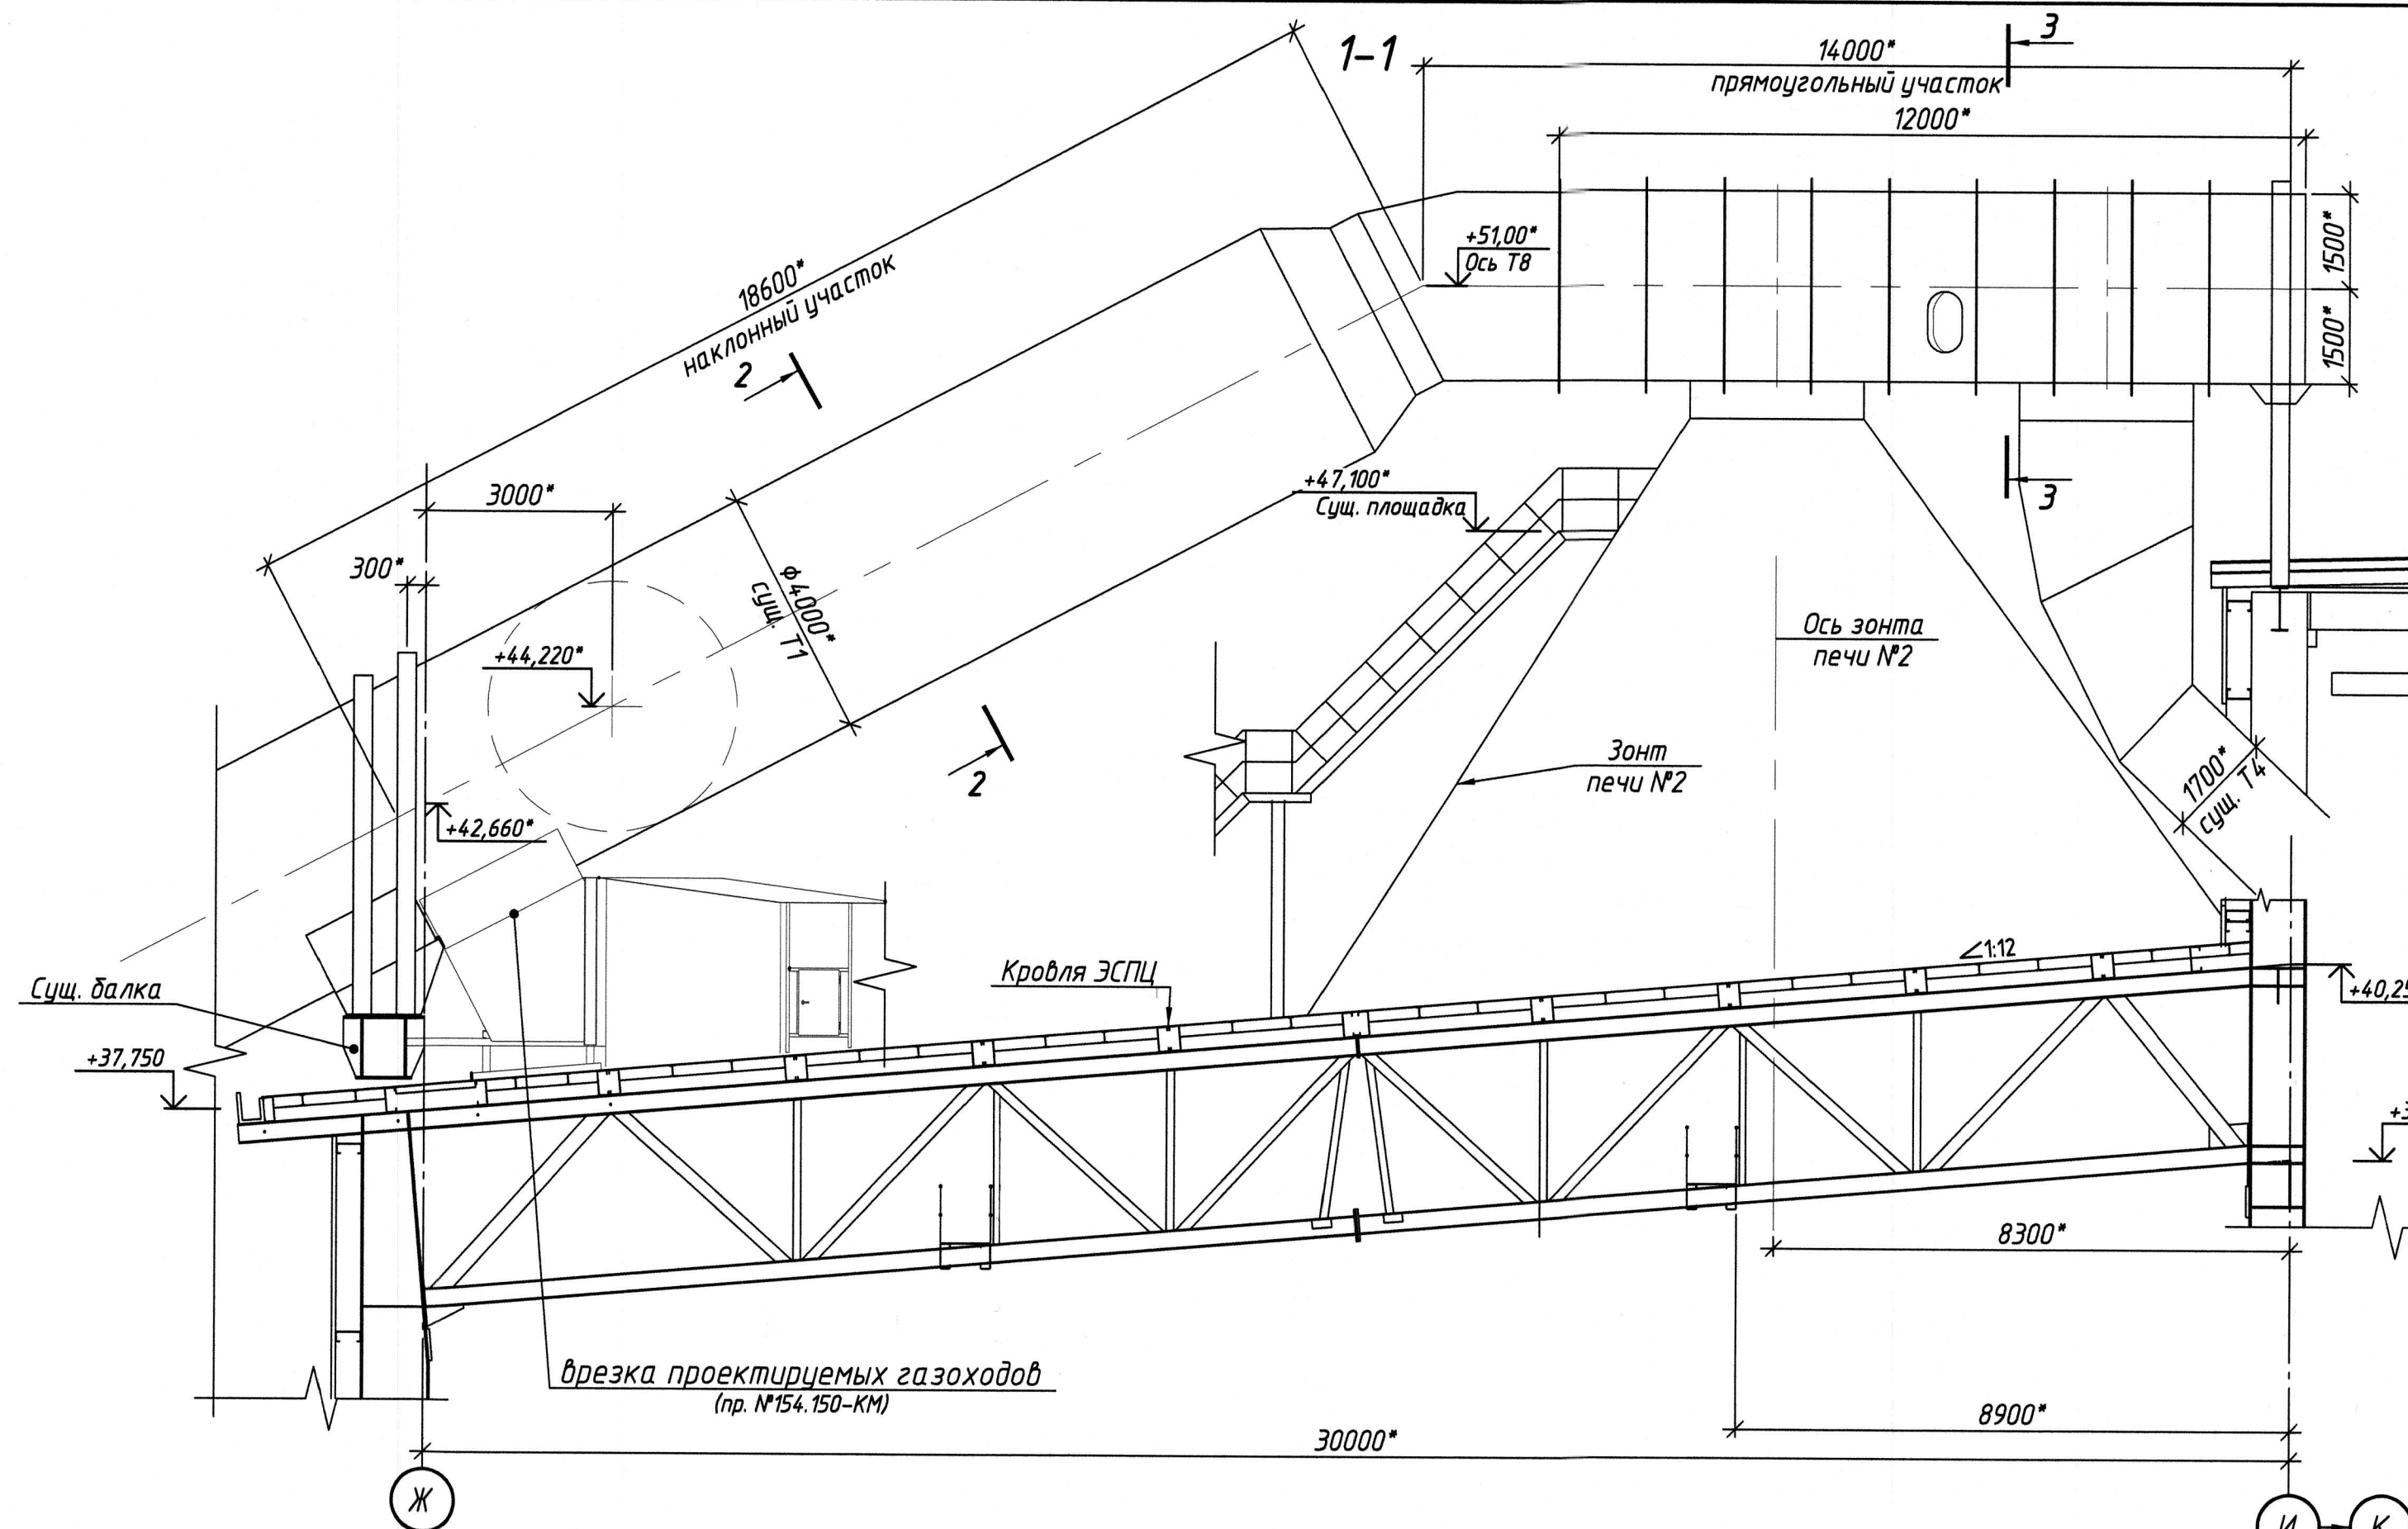 1-1
3
14000*
прямоугольный участок
12000*
18600*
наклонный участок
+51,00*
Ось Т8
1500*
1500*
2
3000*
+47,100*
Сущ. площадка
3
300*
ϕ4000*
сущ. Т1
Ось зонта
печи №2
+44,220*
Зонт
печи №2
2
1700*
сущ. Т4
+42,660*
Сущ. балка
Кровля ЭСПЦ
∠1:12
+37,750
+40,25
+3
8300*
врезка проектируемых газоходов
(пр. №154.150-КМ)
8900*
30000*
Ж
И
К